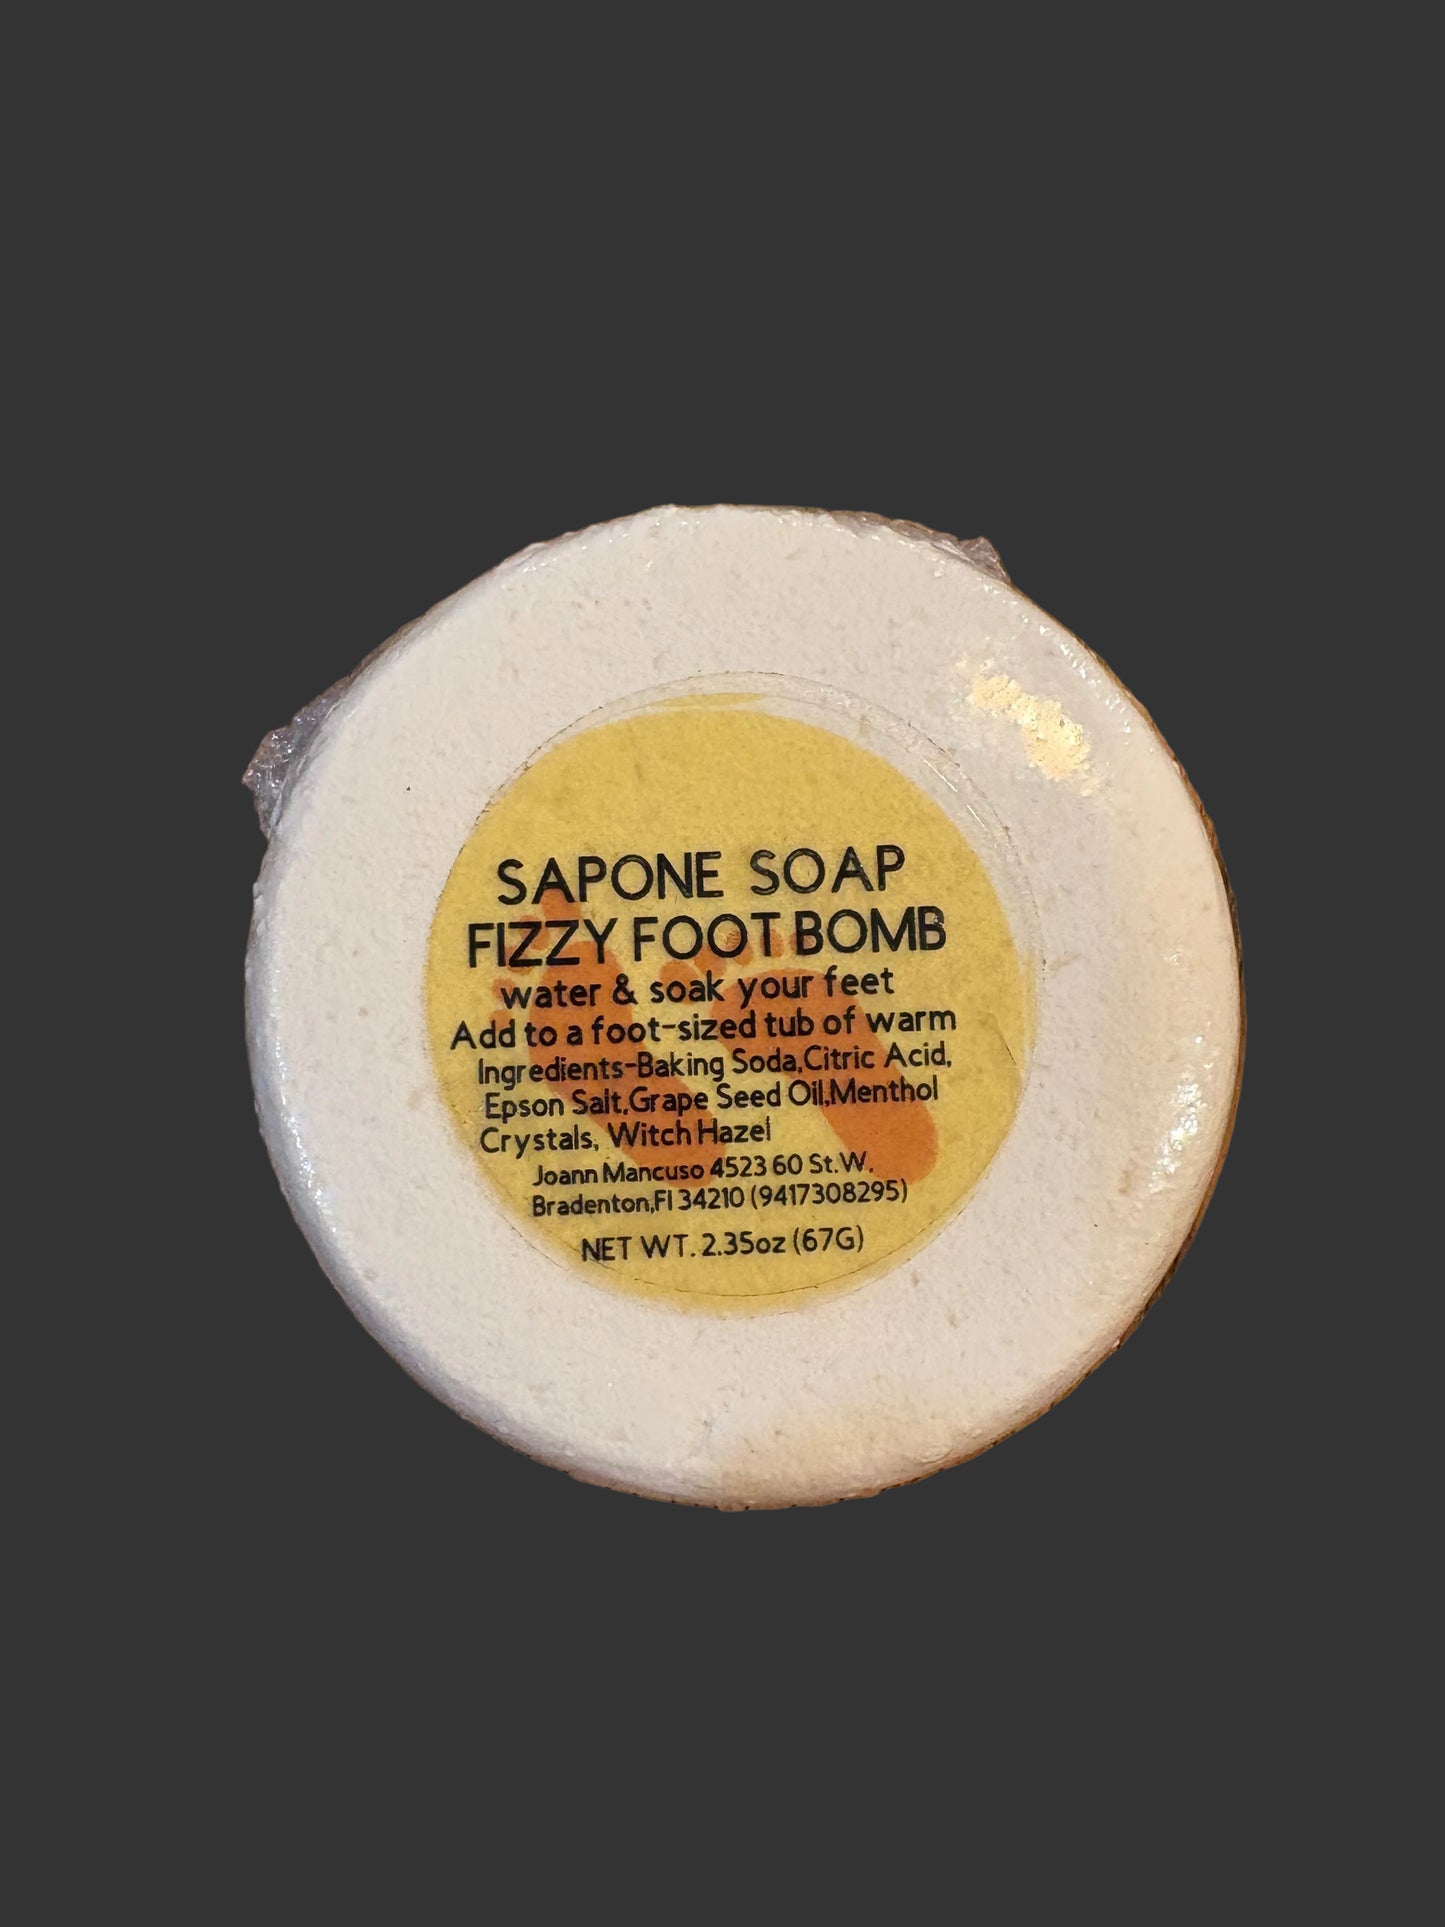 SAPONE SOAP
FIZZY FOOT BOMB
water & soak your feet
Add to a foot-sized tub of warm
Ingredients-Baking Soda,Citric Acid,
Epson Salt,Grape Seed Oil,Menthol
Crystals, Witch Hazel
Joann Mancuso 4523 60 St.W.
Bradenton,Fl 34210 (9417308295)
NET WT. 2.35oz (67G)